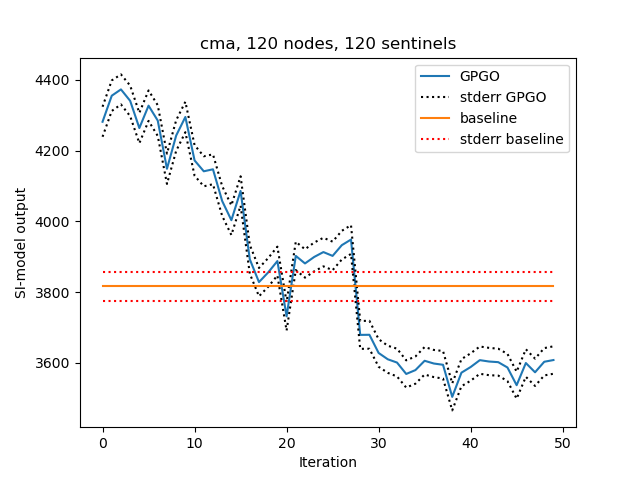 cma, 120 nodes, 120 sentinels
GPGO
stderr GPGO
baseline
stderr baseline
SI-model output
4400
4200
4000
3800
3600
0 10 20 30 40 50
Iteration